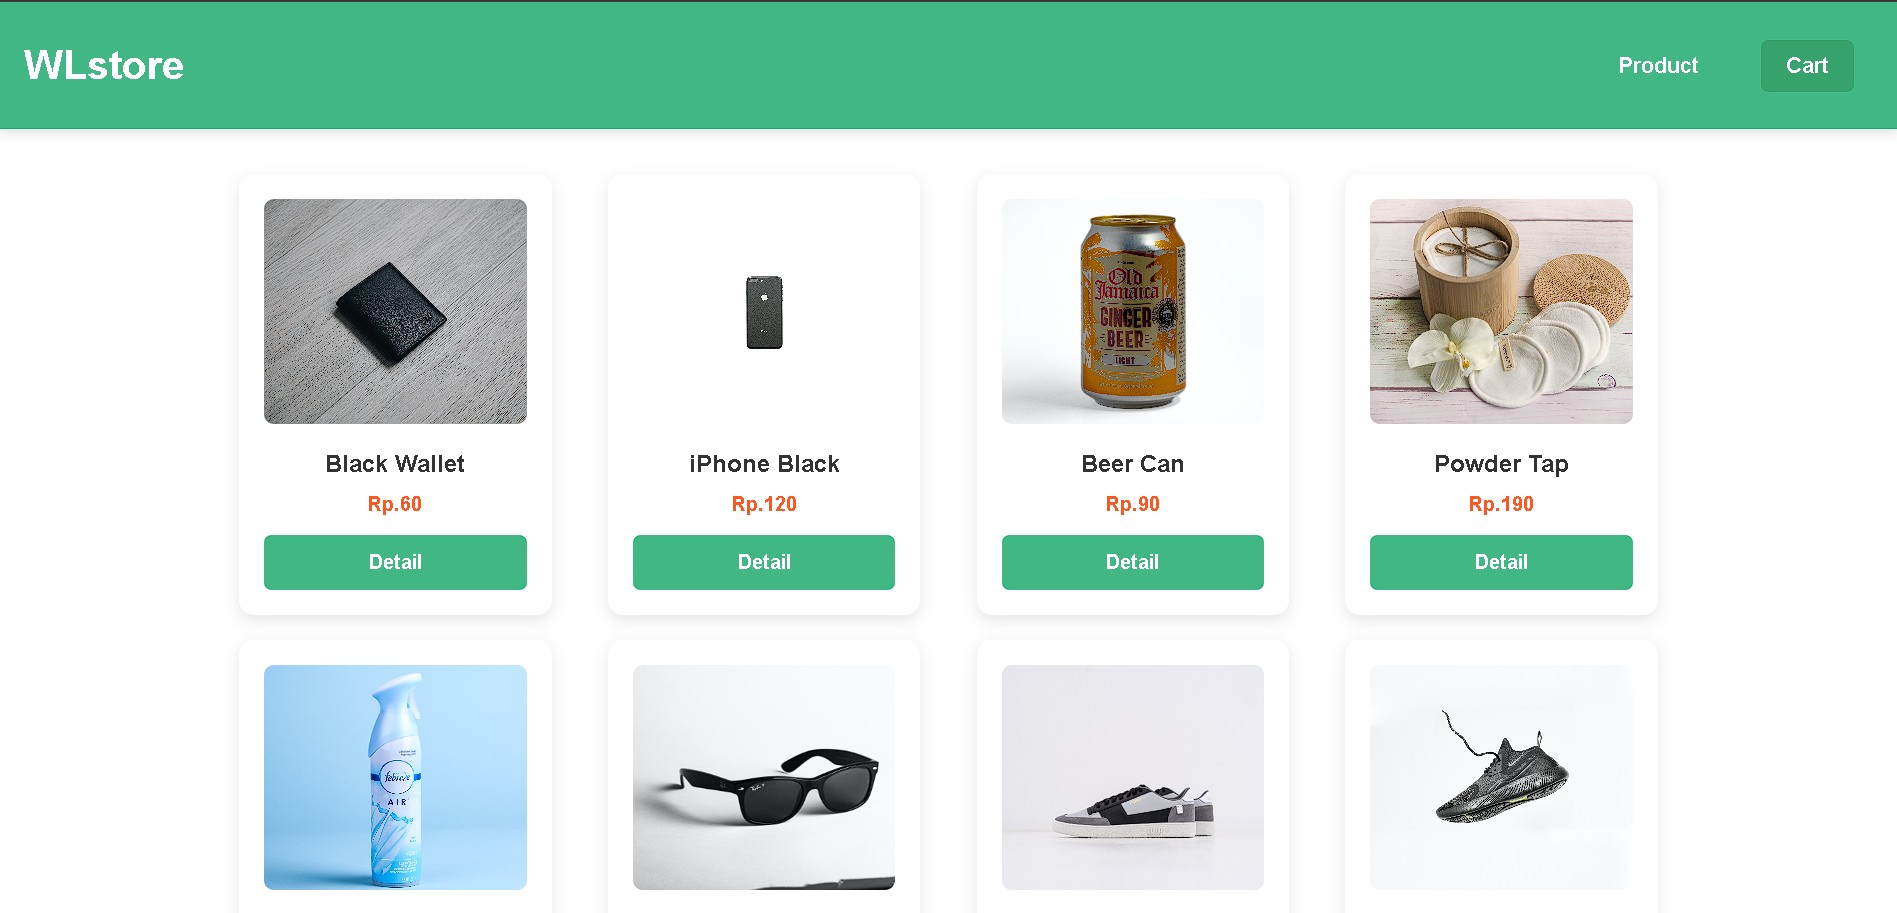 WLstore
Product
Cart
Old
Jamaica
GINGER
BEER
LIGHT
Black Wallet
iPhone Black
Beer Can
Powder Tap
Rp.60
Rp.120
Rp.90
Rp.190
Detail
Detail
Detail
Detail
febreze
AIR